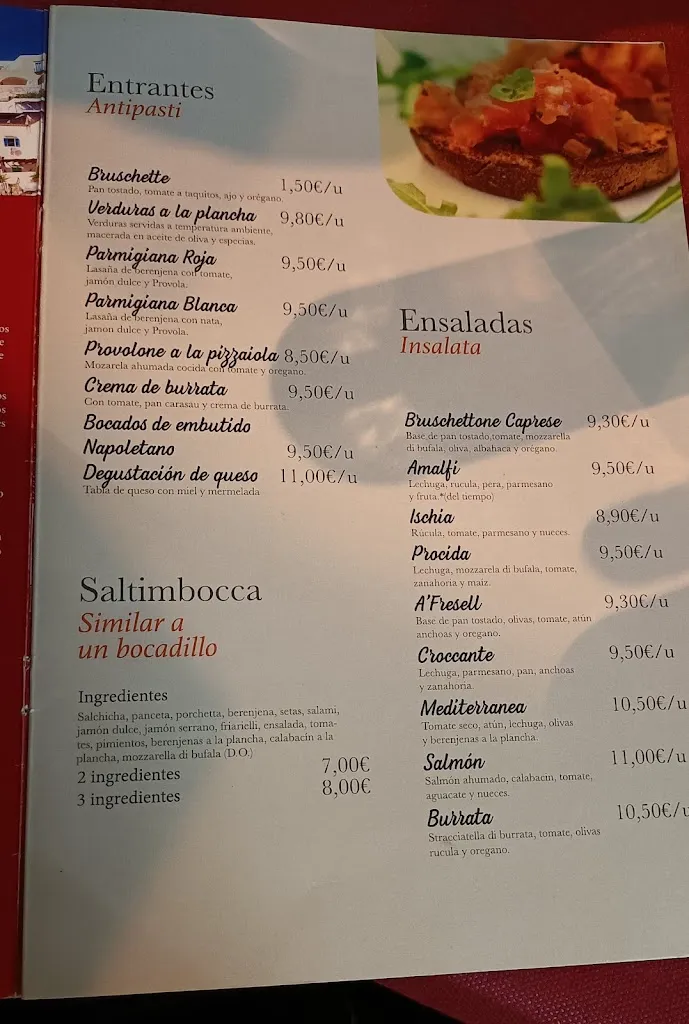 Entrantes
Antipasti
Bruschette 1,50€/u
Pan tostado, tomate a taquitos, ajo y orégano.
Verduras a la plancha 9,80€/u
Verduras servidas a temperatura ambiente,
macerada en aceite de oliva y especias.
Parmigiana Roja 9,50€/u
Lasaña de berenjena con tomate,
jamón dulce y Provola.
Parmigiana Blanca 9,50€/u
Lasaña de berenjena con nata,
jamon dulce y Provola.
Provolone a la pizzaiola 8,50€/u
Mozarela ahumada cocida con tomate y oregano.
Crema de burrata 9,50€/u
Con tomate, pan carasau y crema de burrata.
Bocados de embutido
Napoletano 9,50€/u
Degustación de queso 11,00€/u
Tabla de queso con miel y mermelada
Saltimbocca
Similar a
un bocadillo
Ingredientes
Salchicha, panceta, porchetta, berenjena, setas, salami,
jamón dulce, jamón serrano, friarielli, ensalada, toma-
tes, pimientos, berenjenas a la plancha, calabacin a la
plancha, mozzarella di bufala (D.O.)
2 ingredientes 7,00€
3 ingredientes 8,00€
Ensaladas
Insalata
Bruschettone Caprese 9,30€/u
Base de pan tostado,tomate, mozzarella
di bufala, oliva, albahaca y orégano.
Amalfi 9,50€/u
Lechuga, rucula, pera, parmesano
y fruta.*(del tiempo)
Ischia 8,90€/u
Rúcula, tomate, parmesano y nueces.
Procida 9,50€/u
Lechuga, mozzarela di bufala, tomate,
zanahoria y maiz.
A'Fresell 9,30€/u
Base de pan tostado, olivas, tomate, atún
anchoas y oregano.
Croccante 9,50€/u
Lechuga, parmesano, pan, anchoas
y zanahoria.
Mediterranea 10,50€/u
Tomate seco, atún, lechuga, olivas
y berenjenas a la plancha.
Salmón 11,00€/u
Salmón ahumado, calabacin, tomate,
aguacate y nueces.
Burrata 10,50€/u
Stracciatella di burrata, tomate, olivas
rucula y oregano.